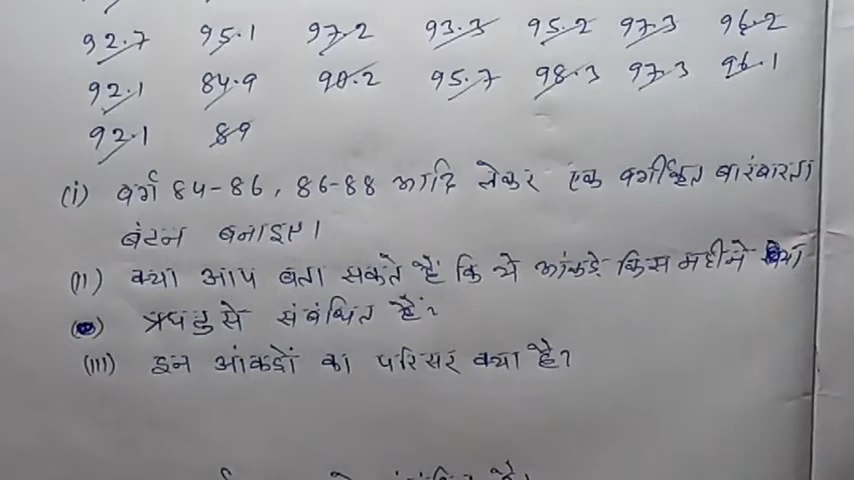 92.7 95.1 97.2 93.3 95.2 97.3 96.2
92.1 84.9 90.2 95.7 98.3 97.3 96.1
92.1 89
(i) वर्ग 84-86, 86-88 आदि लेकर एक वर्गीकृत बारंबारता
बंटन बनाइए।
(ii) क्या आप बता सकते हैं कि ये आंकड़े किस महीने
संबंधित हैं?
(iii) इन आंकडों का परिसर क्या है?